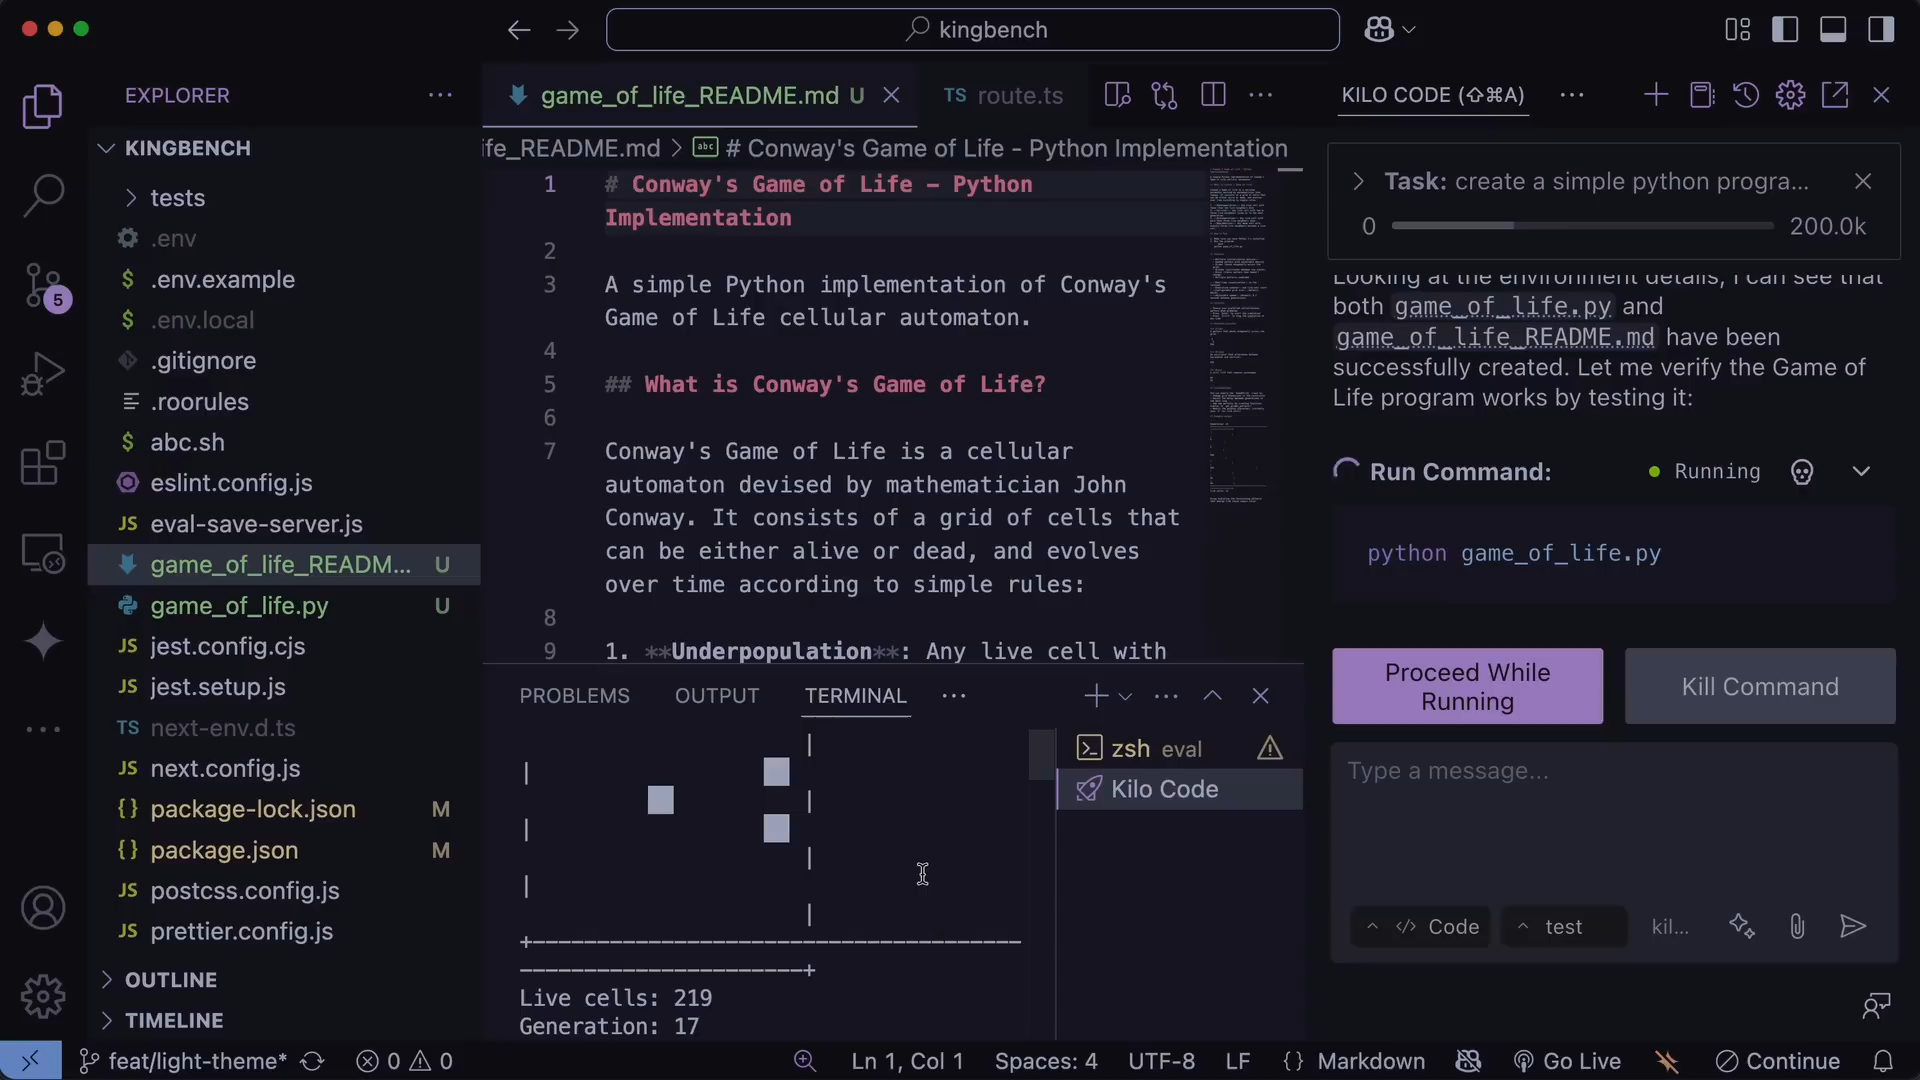 kingbench
EXPLORER
KINGBENCH
tests
.env
.env.example
.env.local
.gitignore
.roorules
abc.sh
eslint.config.js
eval-save-server.js
game_of_life_READM... U
game_of_life.py U
jest.config.cjs
jest.setup.js
next-env.d.ts
next.config.js
package-lock.json M
package.json M
postcss.config.js
prettier.config.js
OUTLINE
TIMELINE
5
game_of_life_README.md U
TS route.ts
ife_README.md > # Conway's Game of Life - Python Implementation
1 # Conway's Game of Life – Python
Implementation
2
3 A simple Python implementation of Conway's
Game of Life cellular automaton.
4
5 ## What is Conway's Game of Life?
6
7 Conway's Game of Life is a cellular
automaton devised by mathematician John
Conway. It consists of a grid of cells that
can be either alive or dead, and evolves
over time according to simple rules:
8
9 1. **Underpopulation**: Any live cell with
PROBLEMS OUTPUT TERMINAL
Live cells: 219
Generation: 17
zsh eval
Kilo Code
KILO CODE (⇧⌘A)
Task: create a simple python progra...
0 200.0k
Looking at the environment details, I can see that
both game_of_life.py and
game_of_life_README.md have been
successfully created. Let me verify the Game of
Life program works by testing it:
Run Command: Running
python game_of_life.py
Proceed While
Running
Kill Command
Type a message...
Code test kil...
feat/light-theme* 0 0 Ln 1, Col 1 Spaces: 4 UTF-8 LF {} Markdown Go Live Continue